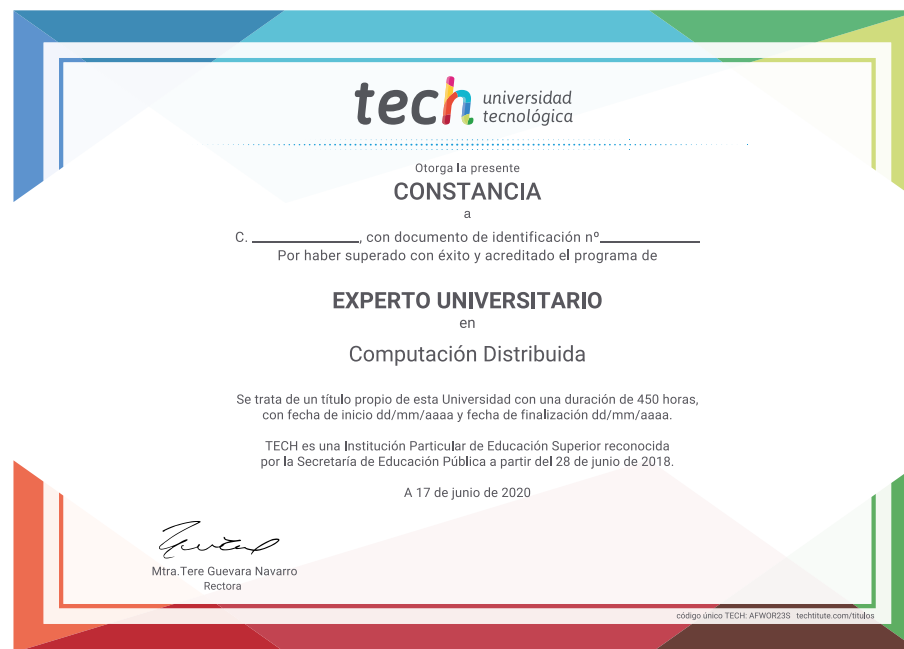 tech universidad
tecnológica
Otorga la presente
CONSTANCIA
a
C. ____________, con documento de identificación nº____________
Por haber superado con éxito y acreditado el programa de
EXPERTO UNIVERSITARIO
en
Computación Distribuida
Se trata de un título propio de esta Universidad con una duración de 450 horas,
con fecha de inicio dd/mm/aaaa y fecha de finalización dd/mm/aaaa.
TECH es una Institución Particular de Educación Superior reconocida
por la Secretaría de Educación Pública a partir del 28 de junio de 2018.
A 17 de junio de 2020
Mtra.Tere Guevara Navarro
Rectora
código único TECH: AFWOR23S techtitute.com/titulos